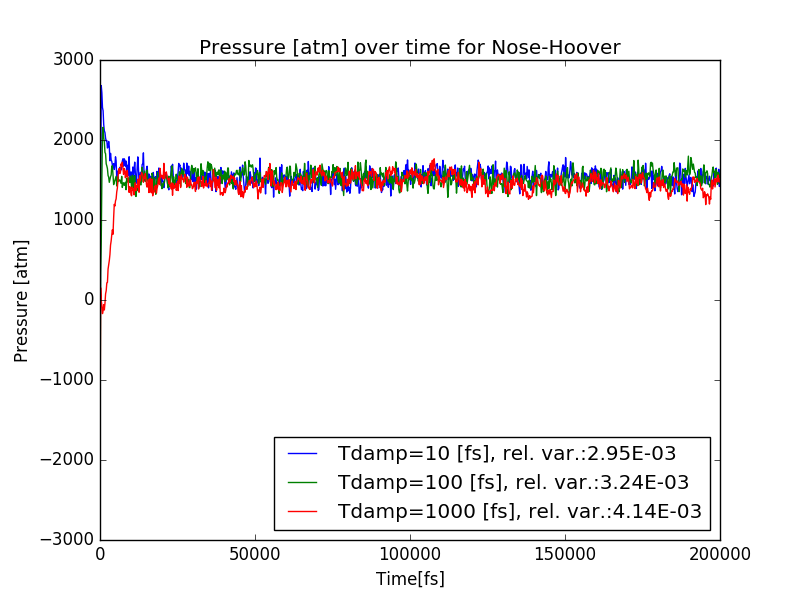 Pressure [atm] over time for Nose-Hoover
3000
2000
1000
0
−1000
−2000
−3000
Pressure [atm]
Tdamp=10 [fs], rel. var.:2.95E-03
Tdamp=100 [fs], rel. var.:3.24E-03
Tdamp=1000 [fs], rel. var.:4.14E-03
0 50000 100000 150000 200000
Time[fs]